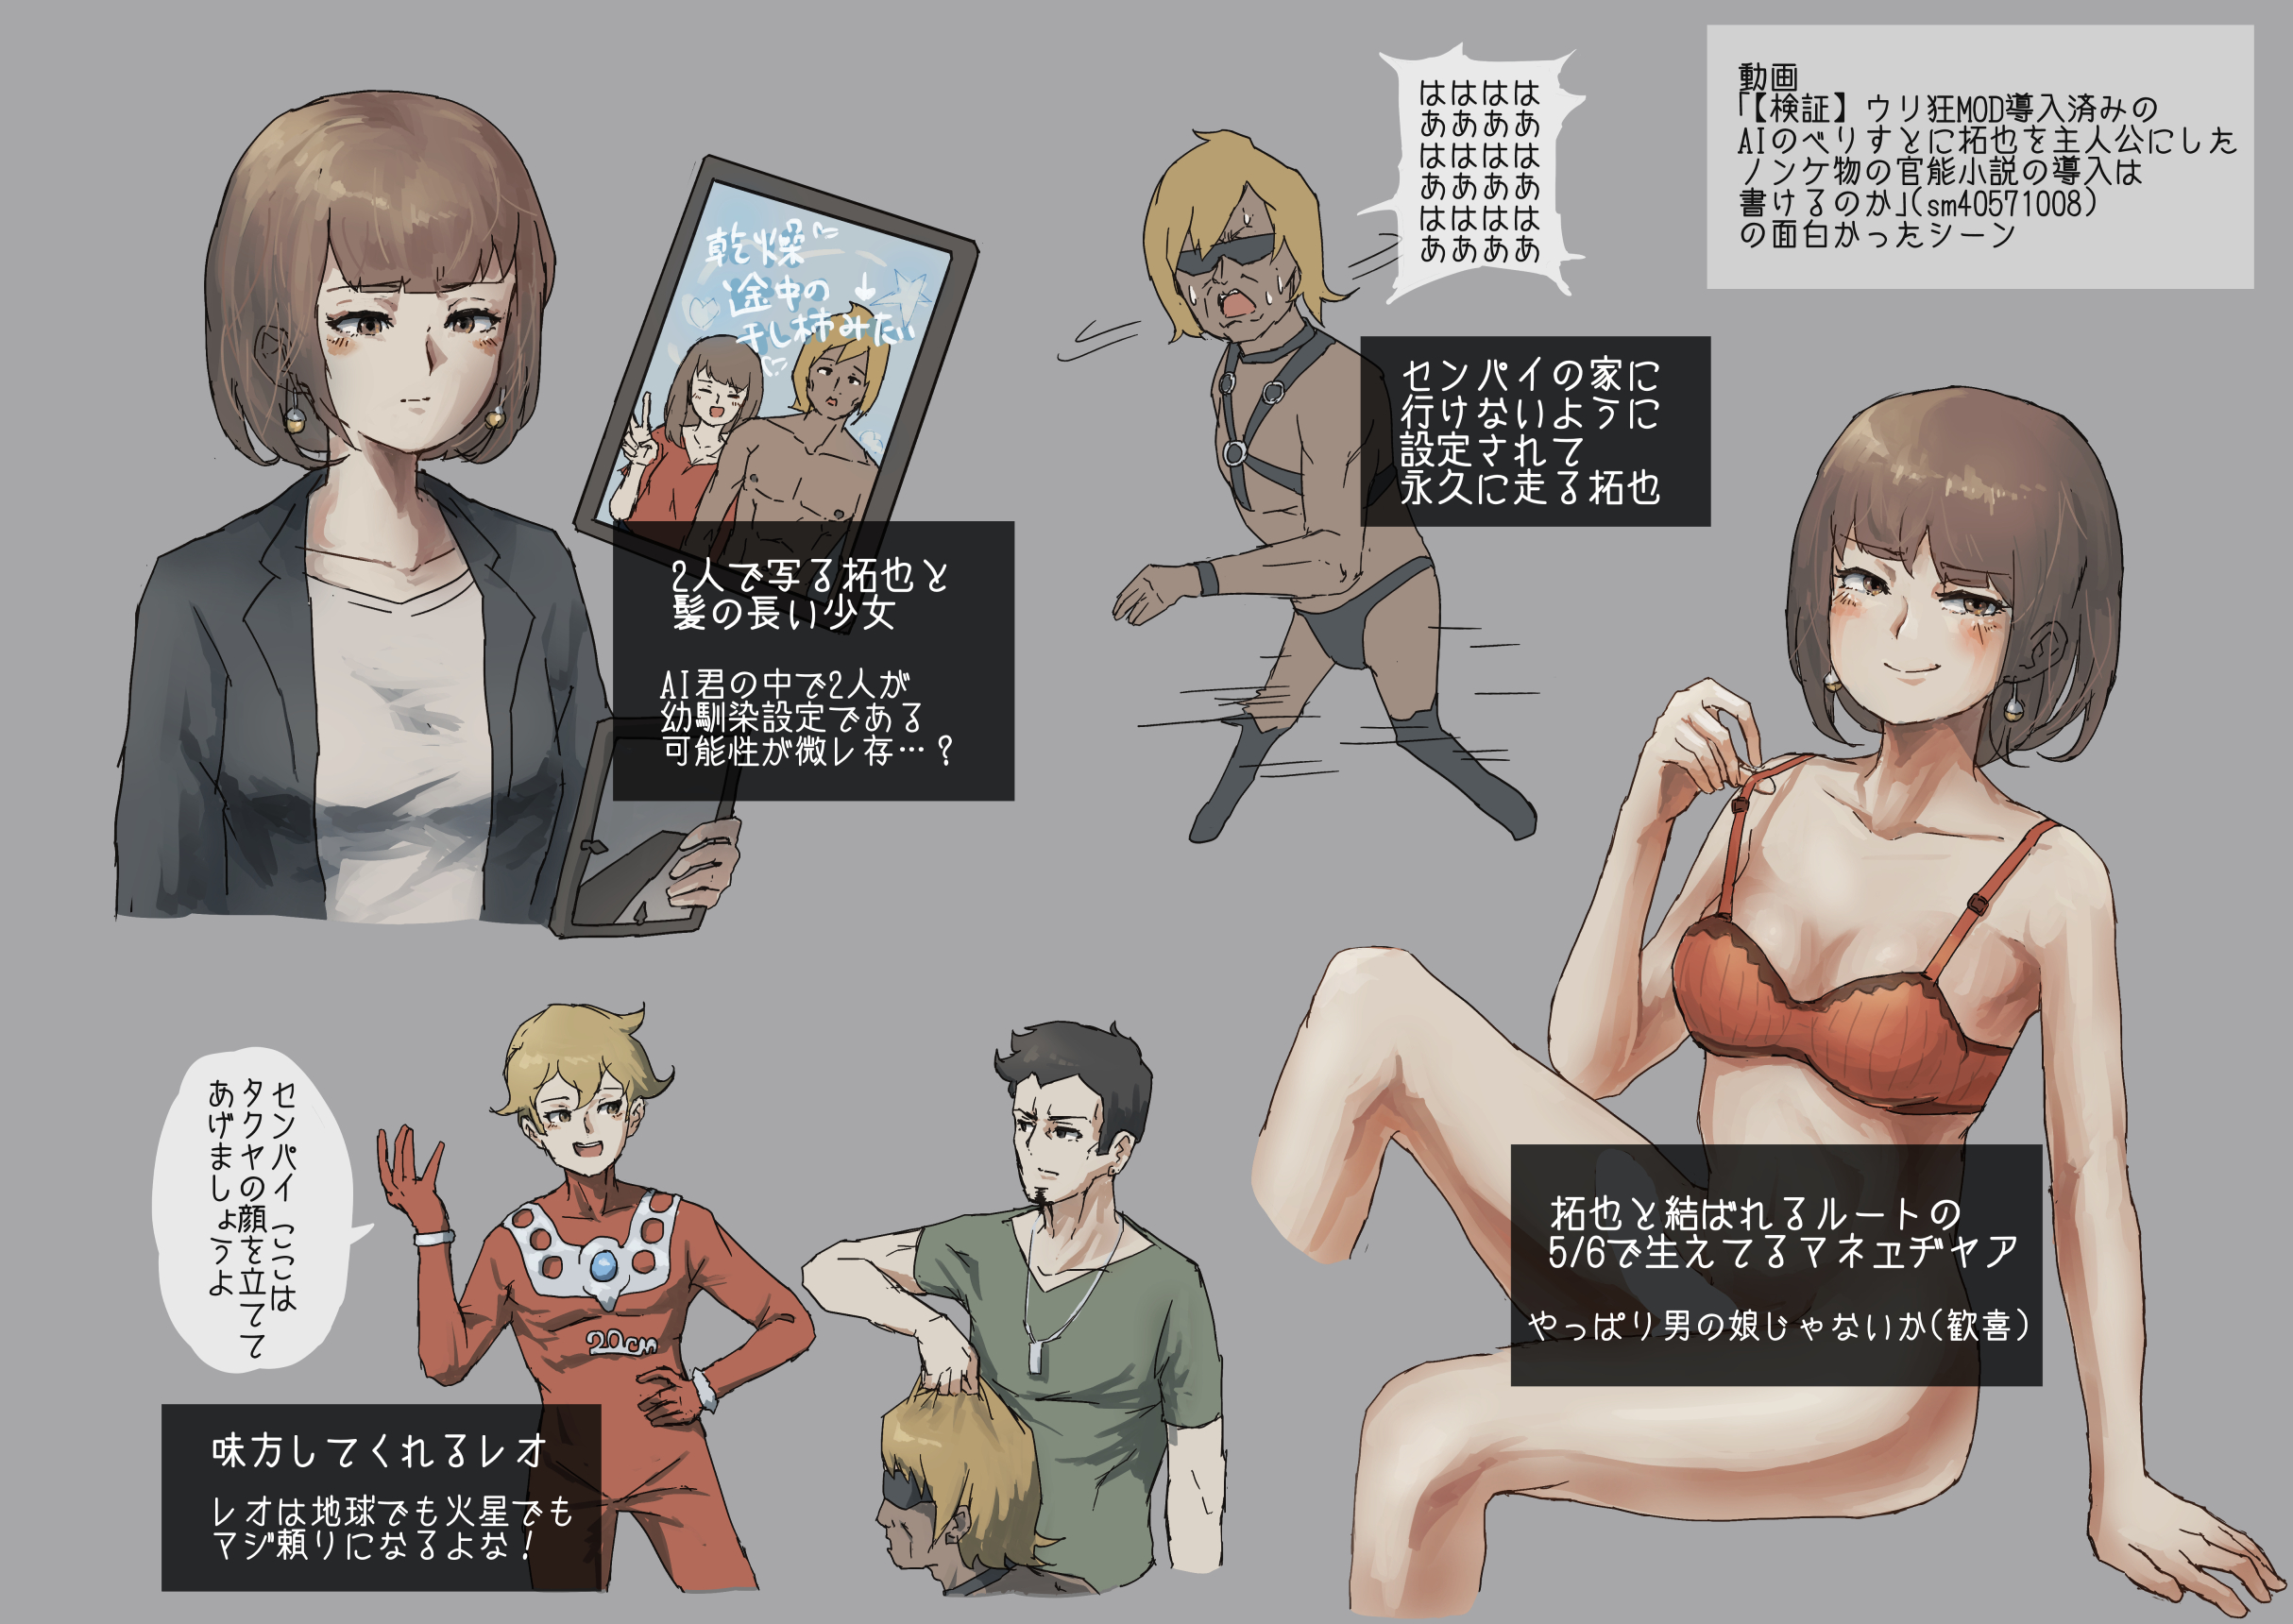 動画
「【検証】ウリ狂MOD導入済みの
AIのべりすとに拓也を主人公にした
ノンケ物の官能小説の導入は
書けるのか」(sm40571008)
の面白かったシーン
はあはあはあ
はあはあはあ
はあはあはあ
はあはあはあ
センパイの家に
行けないように
設定されて
永久に走る拓也
乾燥
途中の↓
干し柿みたい
に
に
2人で写る拓也と
髪の長い少女
AI君の中で2人が
幼馴染設定である
可能性が微レ存…？
センパイ ここは
タクヤの顔を立てて
あげましょうよ
20cm
味方してくれるレオ
レオは地球でも火星でも
マジ頼りになるよな！
拓也と結ばれるルートの
5/6で生えてるマネヱヂヤア
やっぱり男の娘じゃないか(歓喜)